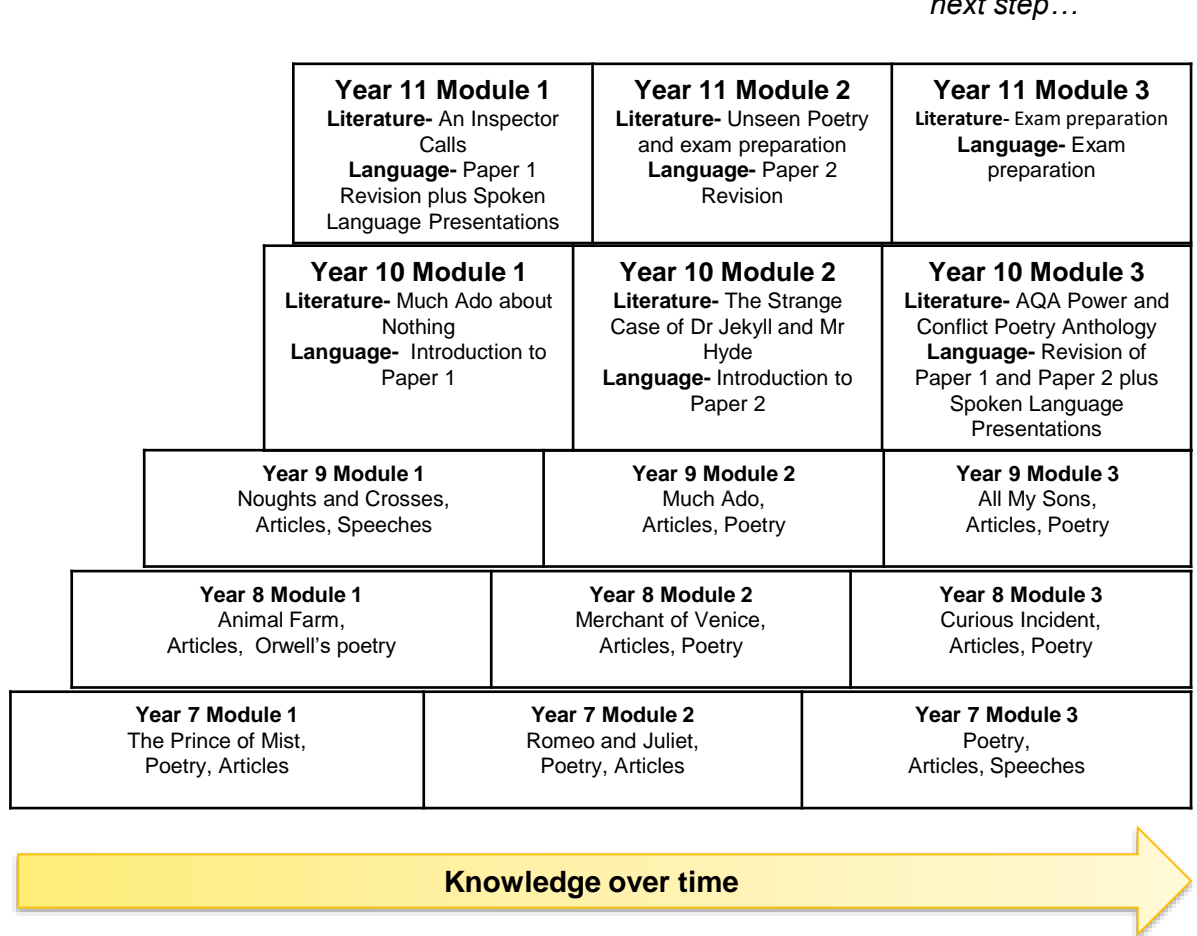 next step…
Year 11 Module 1
Literature- An Inspector
Calls
Language- Paper 1
Revision plus Spoken
Language Presentations
Year 11 Module 2
Literature- Unseen Poetry
and exam preparation
Language- Paper 2
Revision
Year 11 Module 3
Literature- Exam preparation
Language- Exam
preparation
Year 10 Module 1
Literature- Much Ado about
Nothing
Language- Introduction to
Paper 1
Year 10 Module 2
Literature- The Strange
Case of Dr Jekyll and Mr
Hyde
Language- Introduction to
Paper 2
Year 10 Module 3
Literature- AQA Power and
Conflict Poetry Anthology
Language- Revision of
Paper 1 and Paper 2 plus
Spoken Language
Presentations
Year 9 Module 1
Noughts and Crosses,
Articles, Speeches
Year 9 Module 2
Much Ado,
Articles, Poetry
Year 9 Module 3
All My Sons,
Articles, Poetry
Year 8 Module 1
Animal Farm,
Articles, Orwell's poetry
Year 8 Module 2
Merchant of Venice,
Articles, Poetry
Year 8 Module 3
Curious Incident,
Articles, Poetry
Year 7 Module 1
The Prince of Mist,
Poetry, Articles
Year 7 Module 2
Romeo and Juliet,
Poetry, Articles
Year 7 Module 3
Poetry,
Articles, Speeches
Knowledge over time